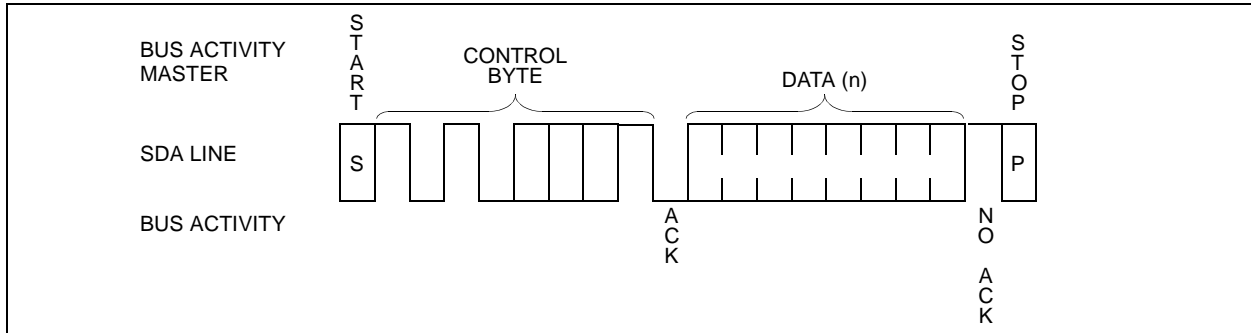 START
BUS ACTIVITY
MASTER
CONTROL
BYTE
DATA (n)
STOP
SDA LINE
S
P
BUS ACTIVITY
ACK
NO ACK